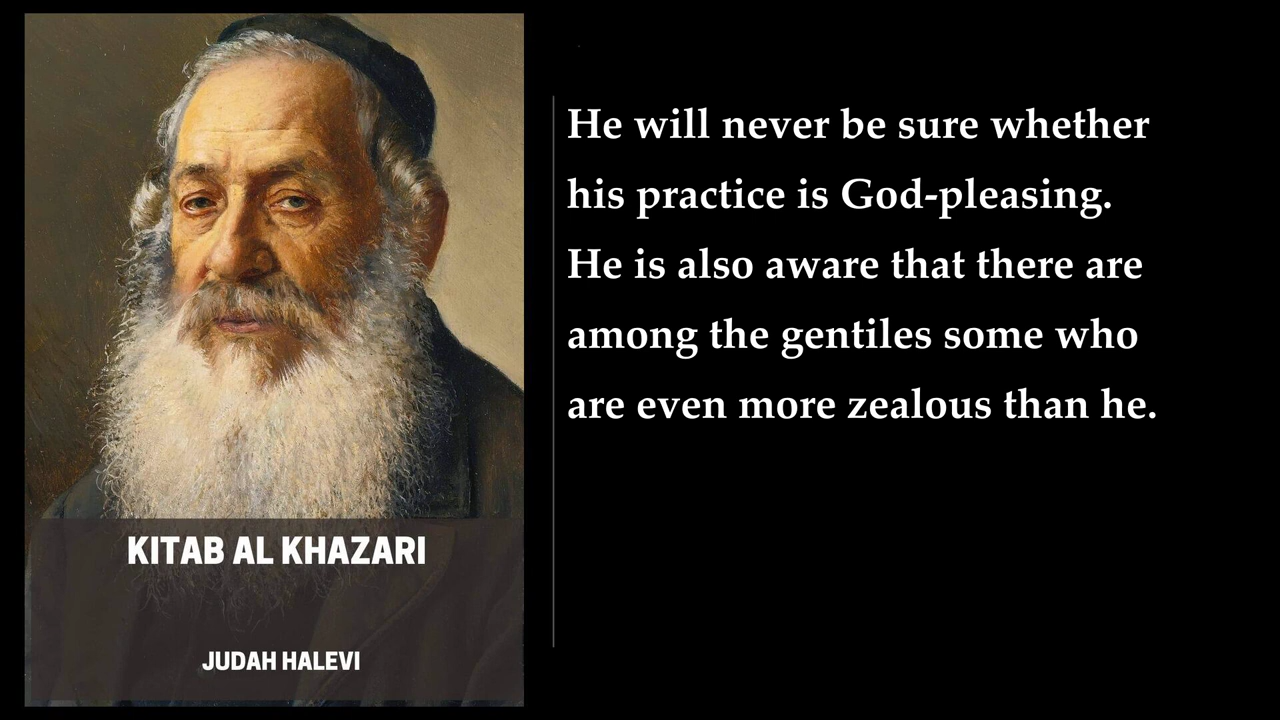 KITAB AL KHAZARI
JUDAH HALEVI
He will never be sure whether
his practice is God-pleasing.
He is also aware that there are
among the gentiles some who
are even more zealous than he.